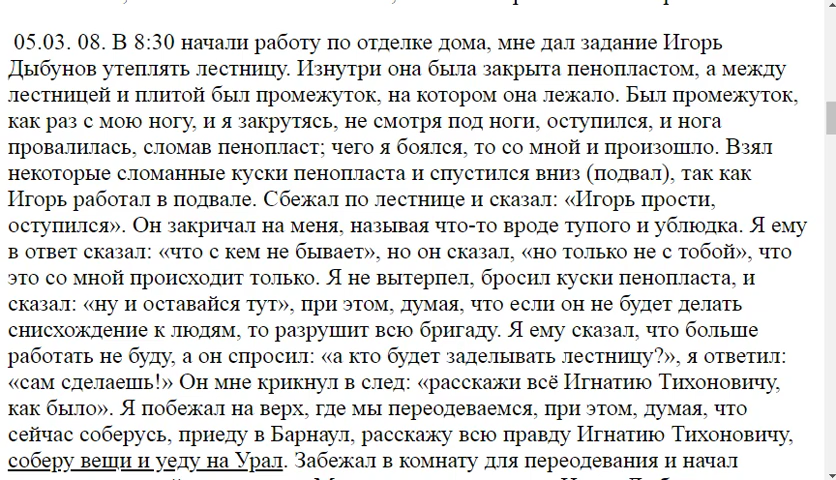 05.03. 08. В 8:30 начали работу по отделке дома, мне дал задание Игорь
Дыбунов утеплять лестницу. Изнутри она была закрыта пенопластом, а между
лестницей и плитой был промежуток, на котором она лежало. Был промежуток,
как раз с мою ногу, и я закрутясь, не смотря под ноги, оступился, и нога
провалилась, сломав пенопласт; чего я боялся, то со мной и произошло. Взял
некоторые сломанные куски пенопласта и спустился вниз (подвал), так как
Игорь работал в подвале. Сбежал по лестнице и сказал: «Игорь прости,
оступился». Он закричал на меня, называя что-то вроде тупого и ублюдка. Я ему
в ответ сказал: «что с кем не бывает», но он сказал, «но только не с тобой», что
это со мной происходит только. Я не вытерпел, бросил куски пенопласта, и
сказал: «ну и оставайся тут», при этом, думая, что если он не будет делать
снисхождение к людям, то разрушит всю бригаду. Я ему сказал, что больше
работать не буду, а он спросил: «а кто будет заделывать лестницу?», я ответил:
«сам сделаешь!» Он мне крикнул в след: «расскажи всё Игнатию Тихоновичу,
как было». Я побежал на верх, где мы переодеваемся, при этом, думая, что
сейчас соберусь, приеду в Барнаул, расскажу всю правду Игнатию Тихоновичу,
соберу вещи и уеду на Урал. Забежал в комнату для переодевания и начал